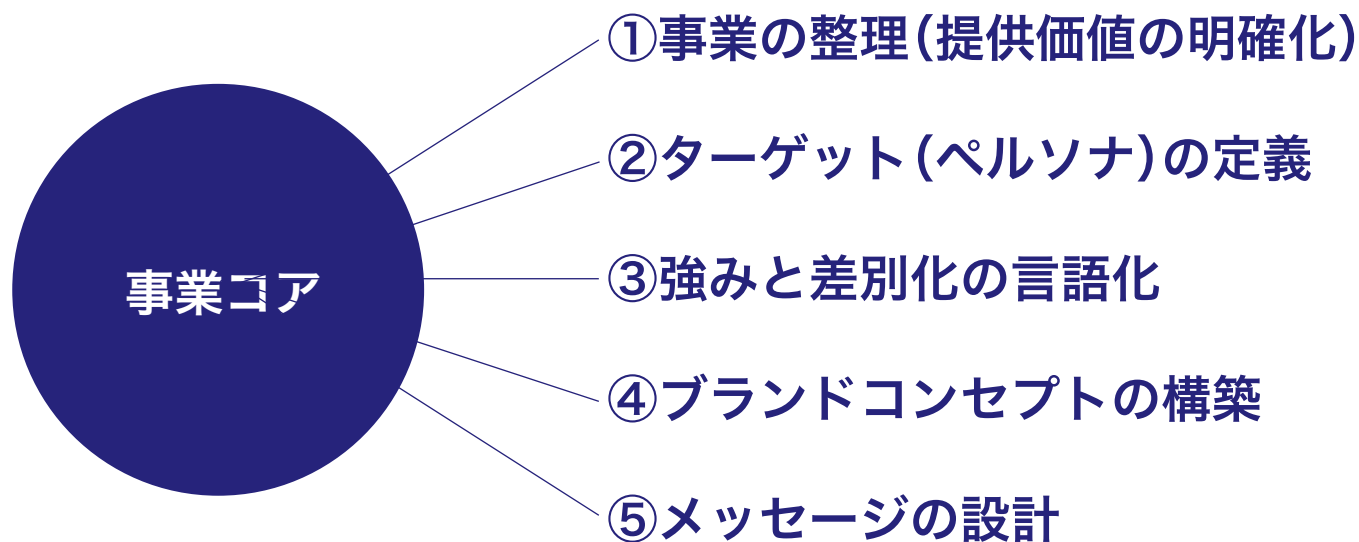 ①事業の整理（提供価値の明確化）
②ターゲット（ペルソナ）の定義
事業コア
③強みと差別化の言語化
④ブランドコンセプトの構築
⑤メッセージの設計